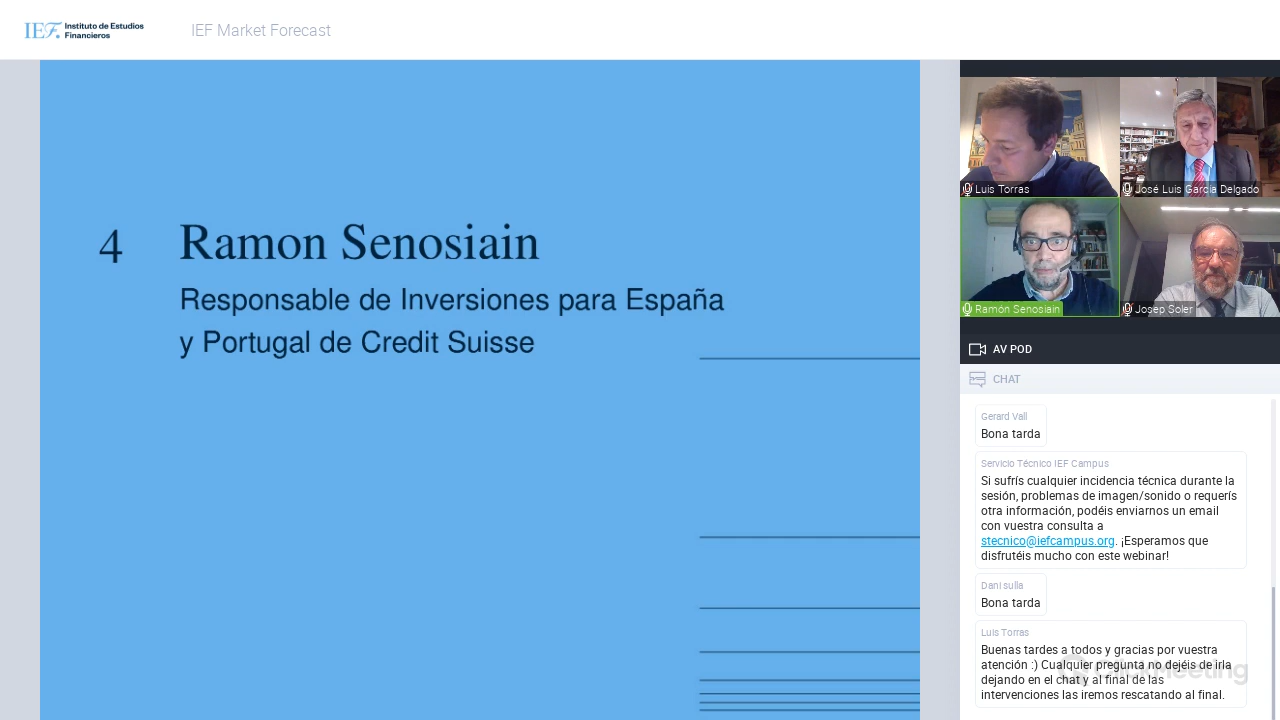 IEF. Instituto de Estudios
Financieros
IEF Market Forecast
4 Ramon Senosiain
Responsable de Inversiones para España
y Portugal de Credit Suisse
Luis Torras
José Luis García Delgado
Ramón Senosiain
Josep Soler
AV POD
CHAT
Gerard Vall
Bona tarda
Servicio Técnico IEF Campus
Si sufrís cualquier incidencia técnica durante la
sesión, problemas de imagen/sonido o requerís
otra información, podéis enviarnos un email
con vuestra consulta a
stecnico@iefcampus.org. ¡Esperamos que
disfrutéis mucho con este webinar!
Dani sulla
Bona tarda
Luis Torras
Buenas tardes a todos y gracias por vuestra
atención :) Cualquier pregunta no dejéis de irla
dejando en el chat y al final de las
intervenciones las iremos rescatando al final.
ClickMeeting